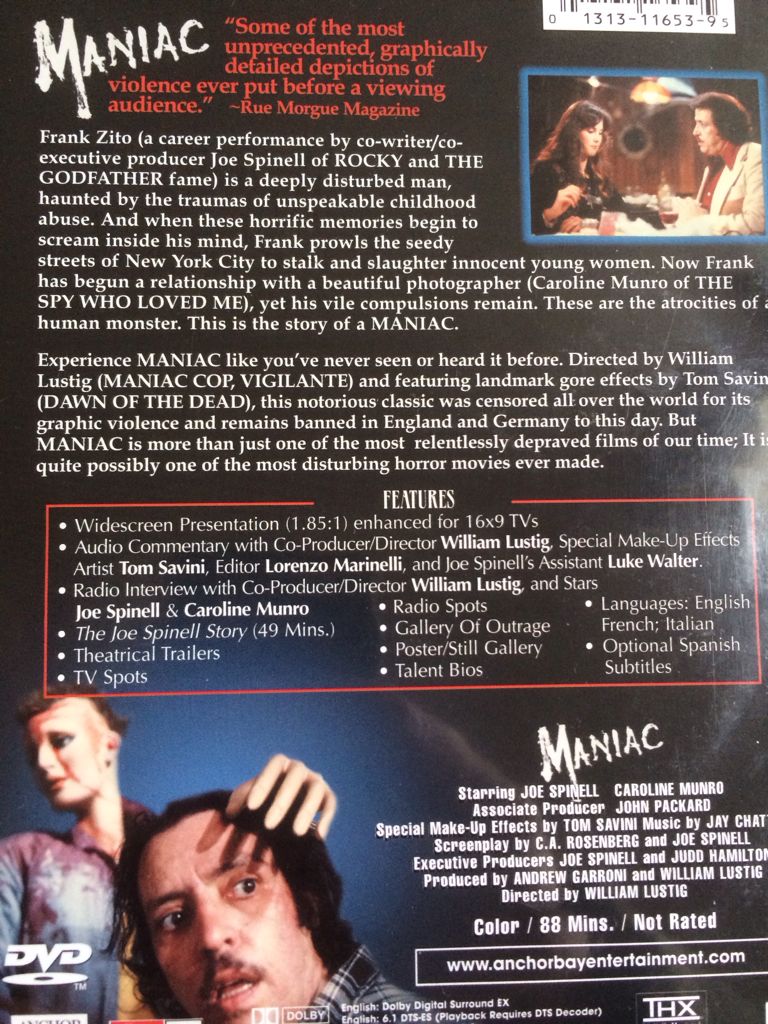 0 1313-11653-9 5
MANIAC
"Some of the most
unprecedented, graphically
detailed depictions of
violence ever put before a viewing
audience." ~Rue Morgue Magazine
Frank Zito (a career performance by co-writer/co-
executive producer Joe Spinell of ROCKY and THE
GODFATHER fame) is a deeply disturbed man,
haunted by the traumas of unspeakable childhood
abuse. And when these horrific memories begin to
scream inside his mind, Frank prowls the seedy
streets of New York City to stalk and slaughter innocent young women. Now Frank
has begun a relationship with a beautiful photographer (Caroline Munro of THE
SPY WHO LOVED ME), yet his vile compulsions remain. These are the atrocities of a
human monster. This is the story of a MANIAC.
Experience MANIAC like you've never seen or heard it before. Directed by William
Lustig (MANIAC COP, VIGILANTE) and featuring landmark gore effects by Tom Savin
(DAWN OF THE DEAD), this notorious classic was censored all over the world for its
graphic violence and remains banned in England and Germany to this day. But
MANIAC is more than just one of the most relentlessly depraved films of our time; It is
quite possibly one of the most disturbing horror movies ever made.
FEATURES
• Widescreen Presentation (1.85:1) enhanced for 16x9 TVs
• Audio Commentary with Co-Producer/Director William Lustig, Special Make-Up Effects
Artist Tom Savini, Editor Lorenzo Marinelli, and Joe Spinell's Assistant Luke Walter.
• Radio Interview with Co-Producer/Director William Lustig, and Stars
Joe Spinell & Caroline Munro
• The Joe Spinell Story (49 Mins.)
• Theatrical Trailers
• TV Spots
• Radio Spots
• Gallery Of Outrage
• Poster/Still Gallery
• Talent Bios
• Languages: English
French; Italian
• Optional Spanish
Subtitles
MANIAC
Starring JOE SPINELL CAROLINE MUNRO
Associate Producer JOHN PACKARD
Special Make-Up Effects by TOM SAVINI Music by JAY CHAT
Screenplay by C.A. ROSENBERG and JOE SPINELL
Executive Producers JOE SPINELL and JUDD HAMILTON
Produced by ANDREW GARRONI and WILLIAM LUSTIG
Directed by WILLIAM LUSTIG
Color / 88 Mins. / Not Rated
www.anchorbayentertainment.com
DVD
TM
ANCHOR
DOLBY
English: Dolby Digital Surround EX
English: 6.1 DTS-ES (Playback Requires DTS Decoder)
THX